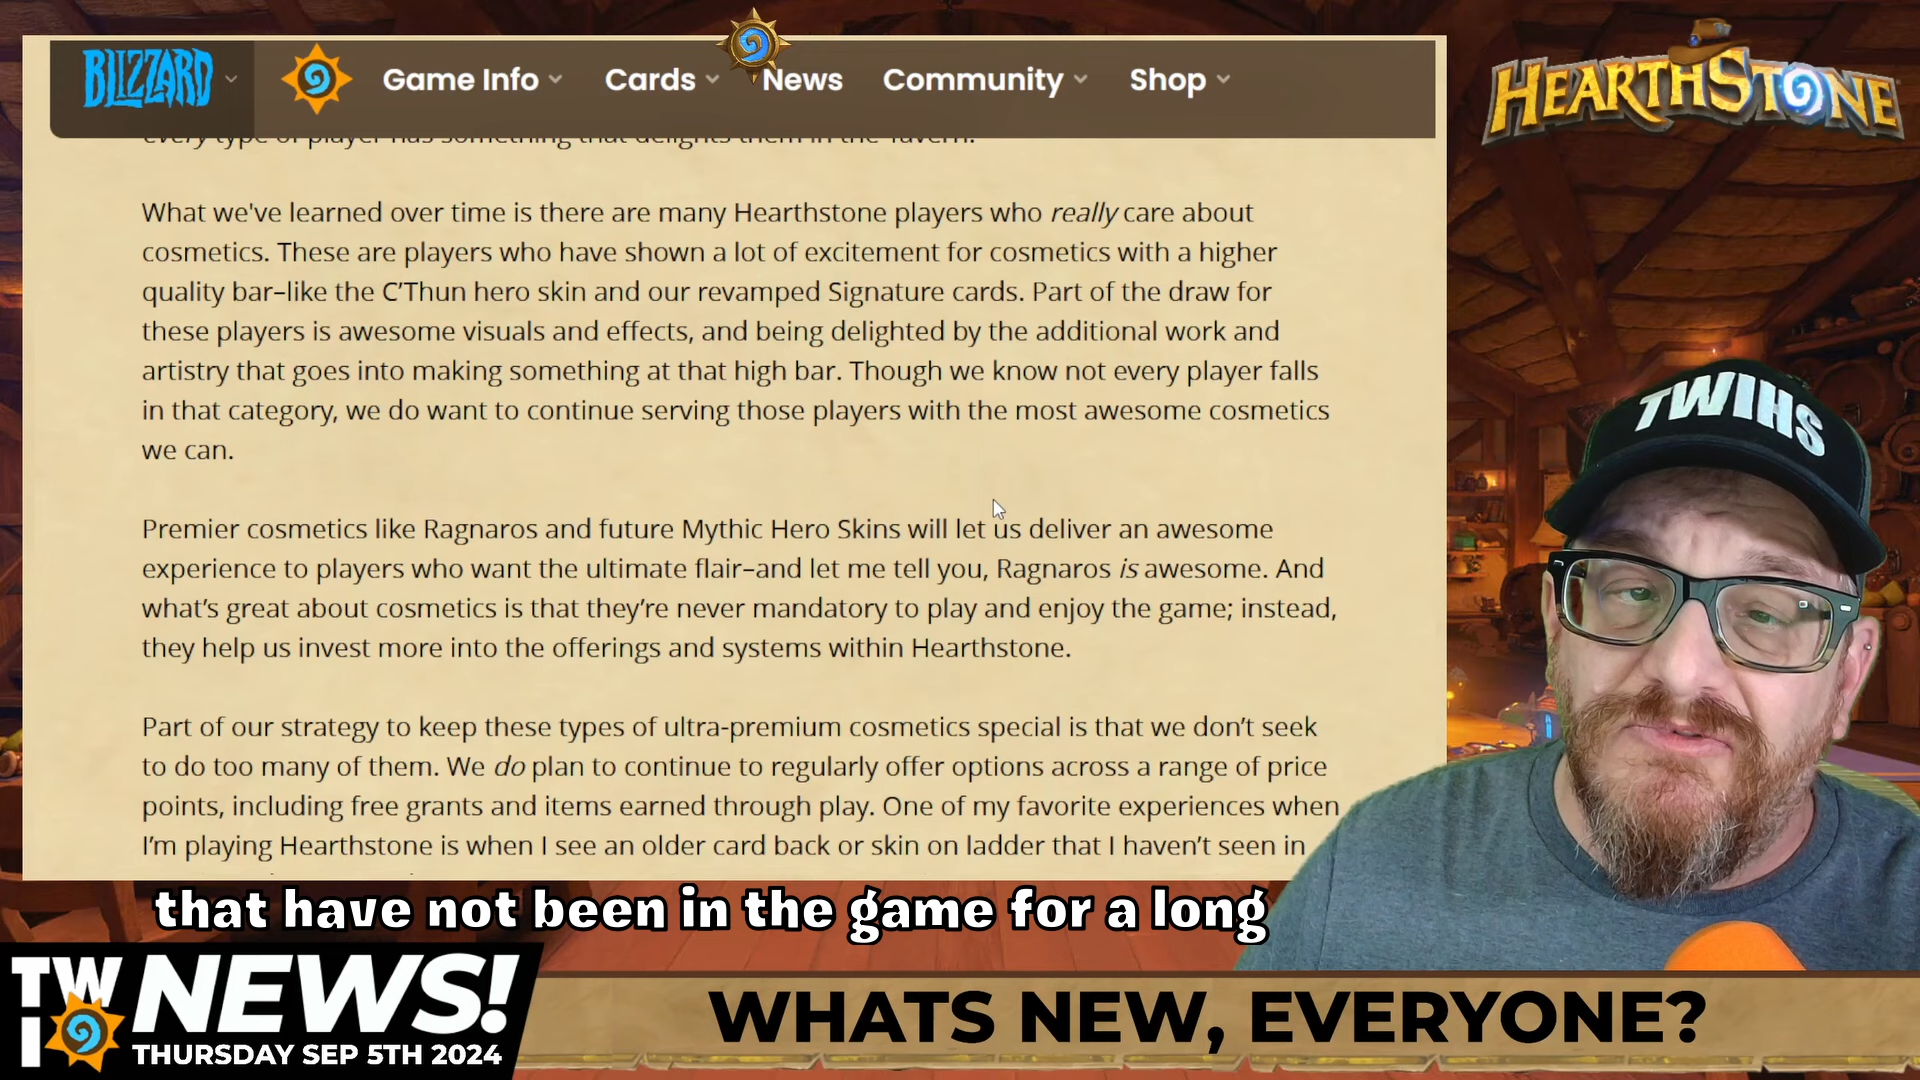 BLIZZARD
Game Info
Cards
News
Community
Shop
HEARTHSTONE
every type of player has something that delights them in the Tavern.
What we've learned over time is there are many Hearthstone players who really care about
cosmetics. These are players who have shown a lot of excitement for cosmetics with a higher
quality bar–like the C’Thun hero skin and our revamped Signature cards. Part of the draw for
these players is awesome visuals and effects, and being delighted by the additional work and
artistry that goes into making something at that high bar. Though we know not every player falls
in that category, we do want to continue serving those players with the most awesome cosmetics
we can.
Premier cosmetics like Ragnaros and future Mythic Hero Skins will let us deliver an awesome
experience to players who want the ultimate flair–and let me tell you, Ragnaros is awesome. And
what’s great about cosmetics is that they’re never mandatory to play and enjoy the game; instead,
they help us invest more into the offerings and systems within Hearthstone.
Part of our strategy to keep these types of ultra-premium cosmetics special is that we don’t seek
to do too many of them. We do plan to continue to regularly offer options across a range of price
points, including free grants and items earned through play. One of my favorite experiences when
I’m playing Hearthstone is when I see an older card back or skin on ladder that I haven’t seen in
TWIHS
that have not been in the game for a long
TW
I
NEWS!
THURSDAY SEP 5TH 2024
WHATS NEW, EVERYONE?